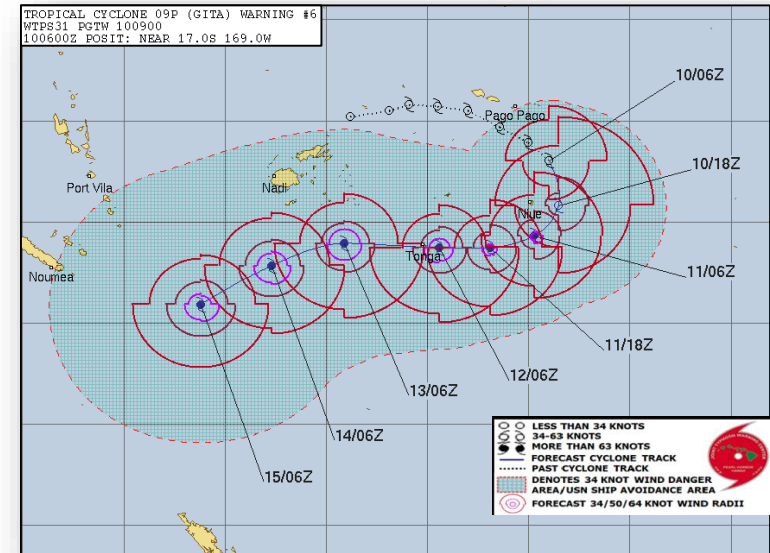 TROPICAL CYCLONE 09P (GITA) WARNING #6
WTPS31 PGTW 100900
100600Z POSIT: NEAR 17.0S 169.0W
10/06Z
Pago Pago
10/18Z
Port Vila
Nadi
Niue
Tonga
Noumea
11/06Z
11/18Z
12/06Z
13/06Z
14/06Z
15/06Z
LESS THAN 34 KNOTS
34-63 KNOTS
MORE THAN 63 KNOTS
FORECAST CYCLONE TRACK
PAST CYCLONE TRACK
DENOTES 34 KNOT WIND DANGER
AREA/USN SHIP AVOIDANCE AREA
FORECAST 34/50/64 KNOT WIND RADII